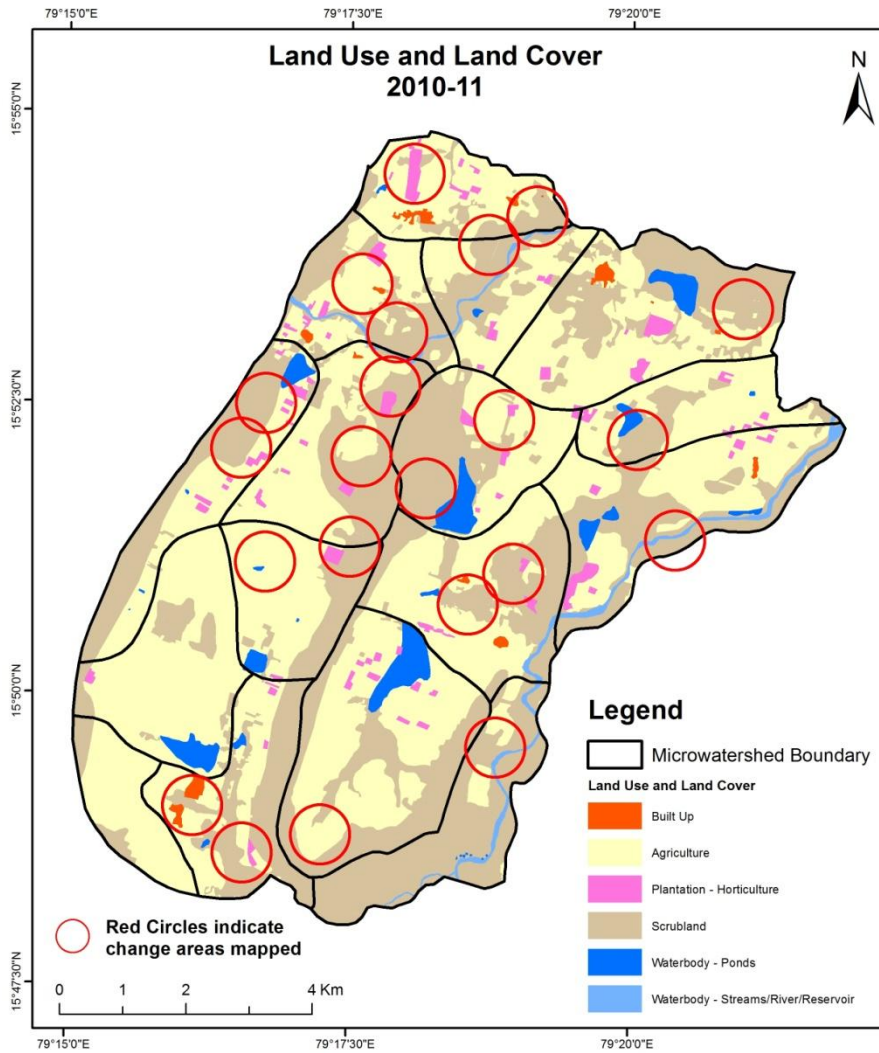 79°15'0"E
79°17'30"E
79°20'0"E
Land Use and Land Cover
2010-11
N
15°55'0"N
15°52'30"N
15°50'0"N
15°47'30"N
Legend
Microwatershed Boundary
Land Use and Land Cover
Built Up
Agriculture
Plantation - Horticulture
Scrubland
Waterbody - Ponds
Waterbody - Streams/River/Reservoir
Red Circles indicate
change areas mapped
0 1 2 4 Km
79°15'0"E
79°17'30"E
79°20'0"E